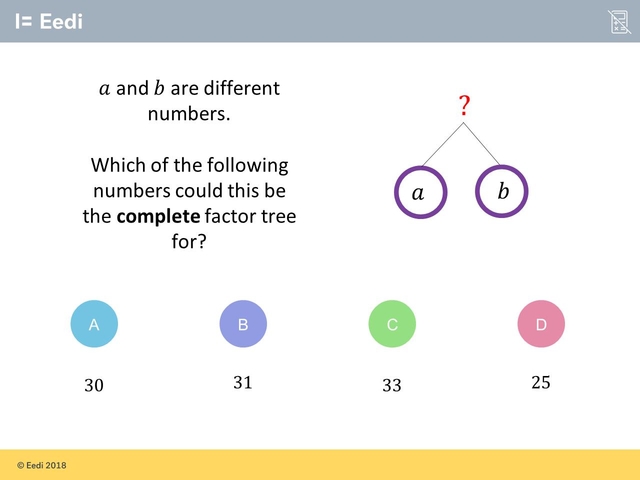 I= Eedi
a and b are different
numbers.
Which of the following
numbers could this be
the complete factor tree
for?
?
a
b
A
B
C
D
30
31
33
25
© Eedi 2018